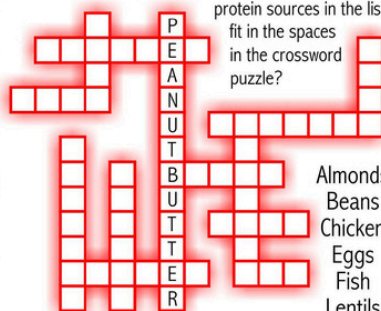 protein sources in the lis
fit in the spaces
in the crossword
puzzle?
PEANUTBUTTER
Almonds
Beans
Chicken
Eggs
Fish
Lentils